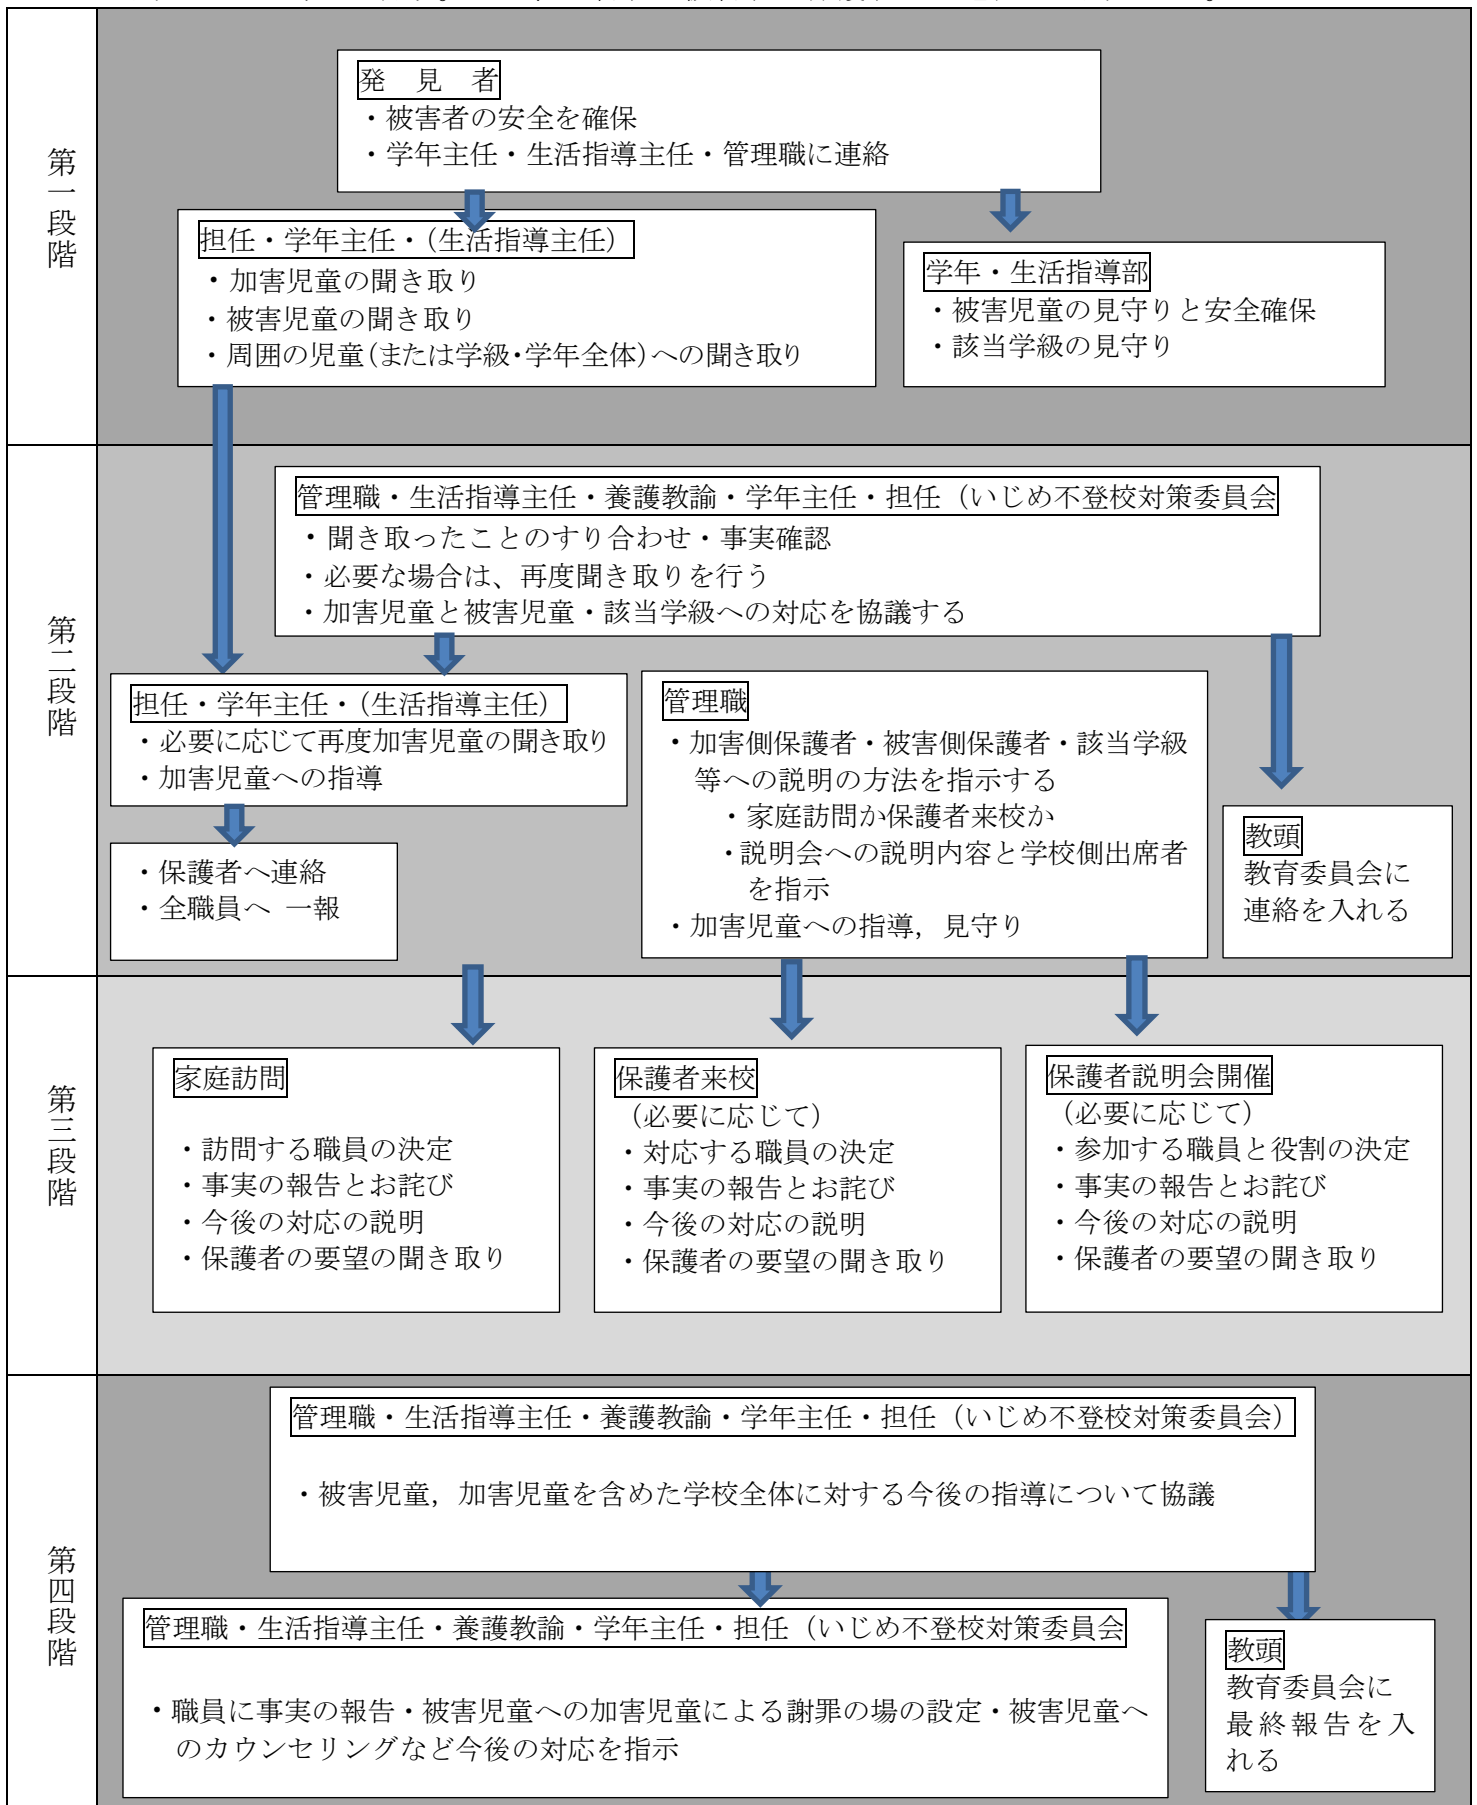 第一段階
発　見　者
・被害者の安全を確保
・学年主任・生活指導主任・管理職に連絡
担任・学年主任・(生活指導主任)
・加害児童の聞き取り
・被害児童の聞き取り
・周囲の児童(または学級・学年全体)への聞き取り
学年・生活指導部
・被害児童の見守りと安全確保
・該当学級の見守り
第二段階
管理職・生活指導主任・養護教諭・学年主任・担任（いじめ不登校対策委員会
・聞き取ったことのすり合わせ・事実確認
・必要な場合は、再度聞き取りを行う
・加害児童と被害児童・該当学級への対応を協議する
担任・学年主任・(生活指導主任)
・必要に応じて再度加害児童の聞き取り
・加害児童への指導
・保護者へ連絡
・全職員へ 一報
管理職
・加害側保護者・被害側保護者・該当学級
等への説明の方法を指示する
・家庭訪問か保護者来校か
・説明会への説明内容と学校側出席者
を指示
・加害児童への指導，見守り
教頭
教育委員会に
連絡を入れる
第三段階
家庭訪問
・訪問する職員の決定
・事実の報告とお詫び
・今後の対応の説明
・保護者の要望の聞き取り
保護者来校
（必要に応じて）
・対応する職員の決定
・事実の報告とお詫び
・今後の対応の説明
・保護者の要望の聞き取り
保護者説明会開催
（必要に応じて）
・参加する職員と役割の決定
・事実の報告とお詫び
・今後の対応の説明
・保護者の要望の聞き取り
第四段階
管理職・生活指導主任・養護教諭・学年主任・担任（いじめ不登校対策委員会）
・被害児童，加害児童を含めた学校全体に対する今後の指導について協議
管理職・生活指導主任・養護教諭・学年主任・担任（いじめ不登校対策委員会
・職員に事実の報告・被害児童への加害児童による謝罪の場の設定・被害児童へ
のカウンセリングなど今後の対応を指示
教頭
教育委員会に
最終報告を入
れる